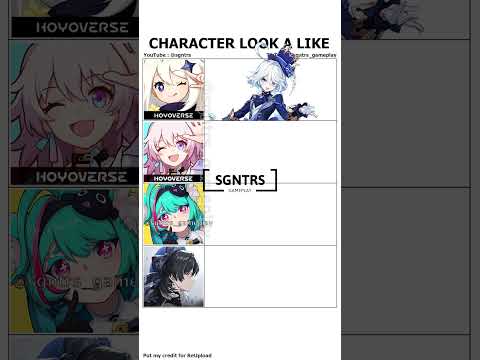 CHARACTER LOOK A LIKE
YouTube : @sgntrs
HOYOVERSE
HOYOVERSE
HOYOVERSE
SGNTRS
GAMEPLAY
Put my credit for ReUpload